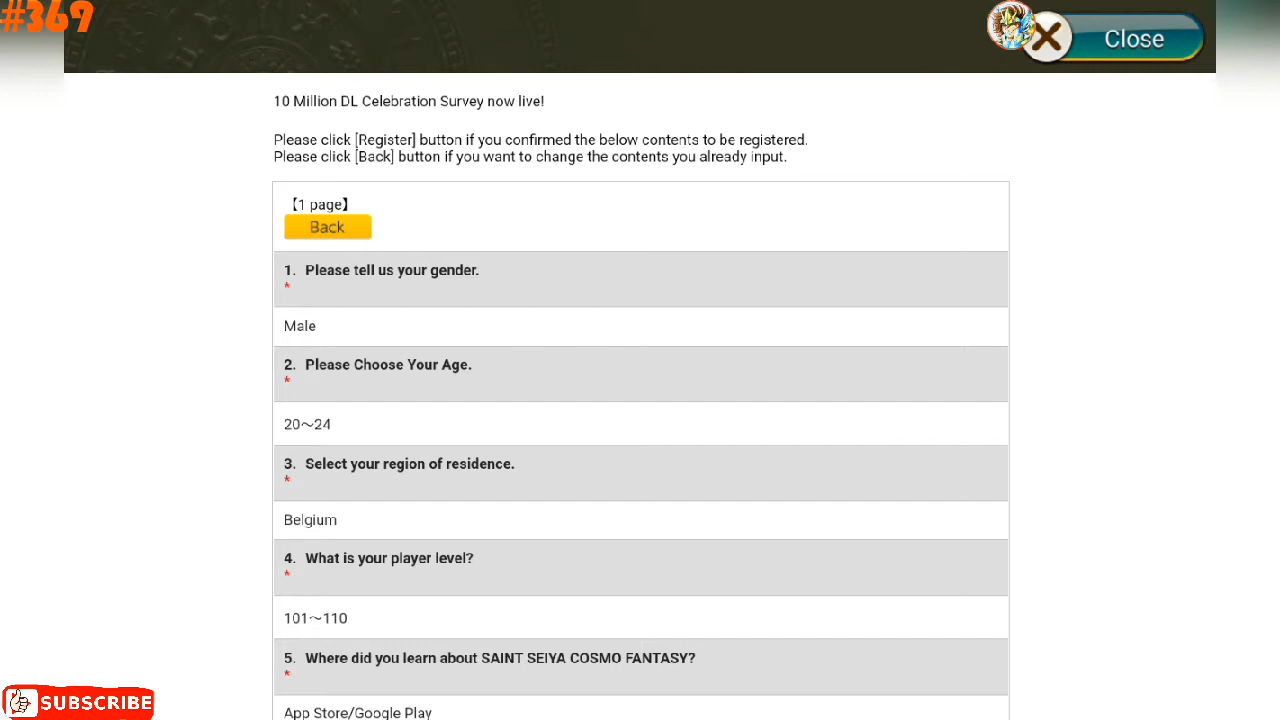 #369
Close
10 Million DL Celebration Survey now live!
Please click [Register] button if you confirmed the below contents to be registered.
Please click [Back] button if you want to change the contents you already input.
【1 page】
Back
1. Please tell us your gender.
*
Male
2. Please Choose Your Age.
*
20～24
3. Select your region of residence.
*
Belgium
4. What is your player level?
*
101～110
5. Where did you learn about SAINT SEIYA COSMO FANTASY?
*
App Store/Google Play
SUBSCRIBE